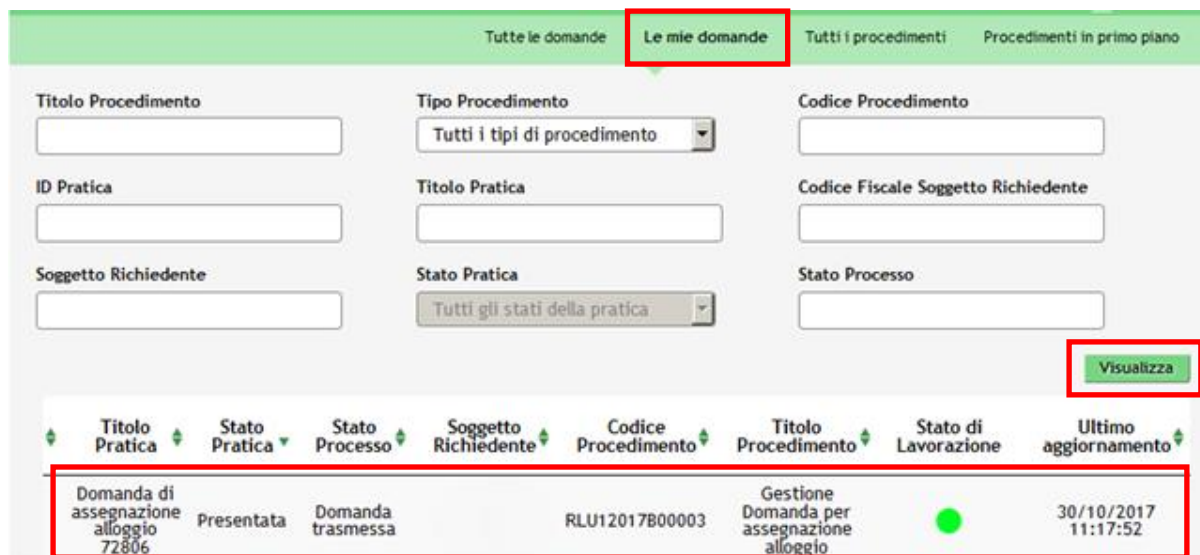 Tutte le domande Le mie domande Tutti i procedimenti Procedimenti in primo piano
Titolo Procedimento Tipo Procedimento Codice Procedimento
Tutti i tipi di procedimento
ID Pratica Titolo Pratica Codice Fiscale Soggetto Richiedente
Soggetto Richiedente Stato Pratica Stato Processo
Tutti gli stati della pratica
Visualizza
Titolo Pratica Stato Pratica Stato Processo Soggetto Richiedente Codice Procedimento Titolo Procedimento Stato di Lavorazione Ultimo aggiornamento
Domanda di assegnazione alloggio 72806 Presentata Domanda trasmessa RLU12017B00003 Gestione Domanda per assegnazione alloggio 30/10/2017 11:17:52